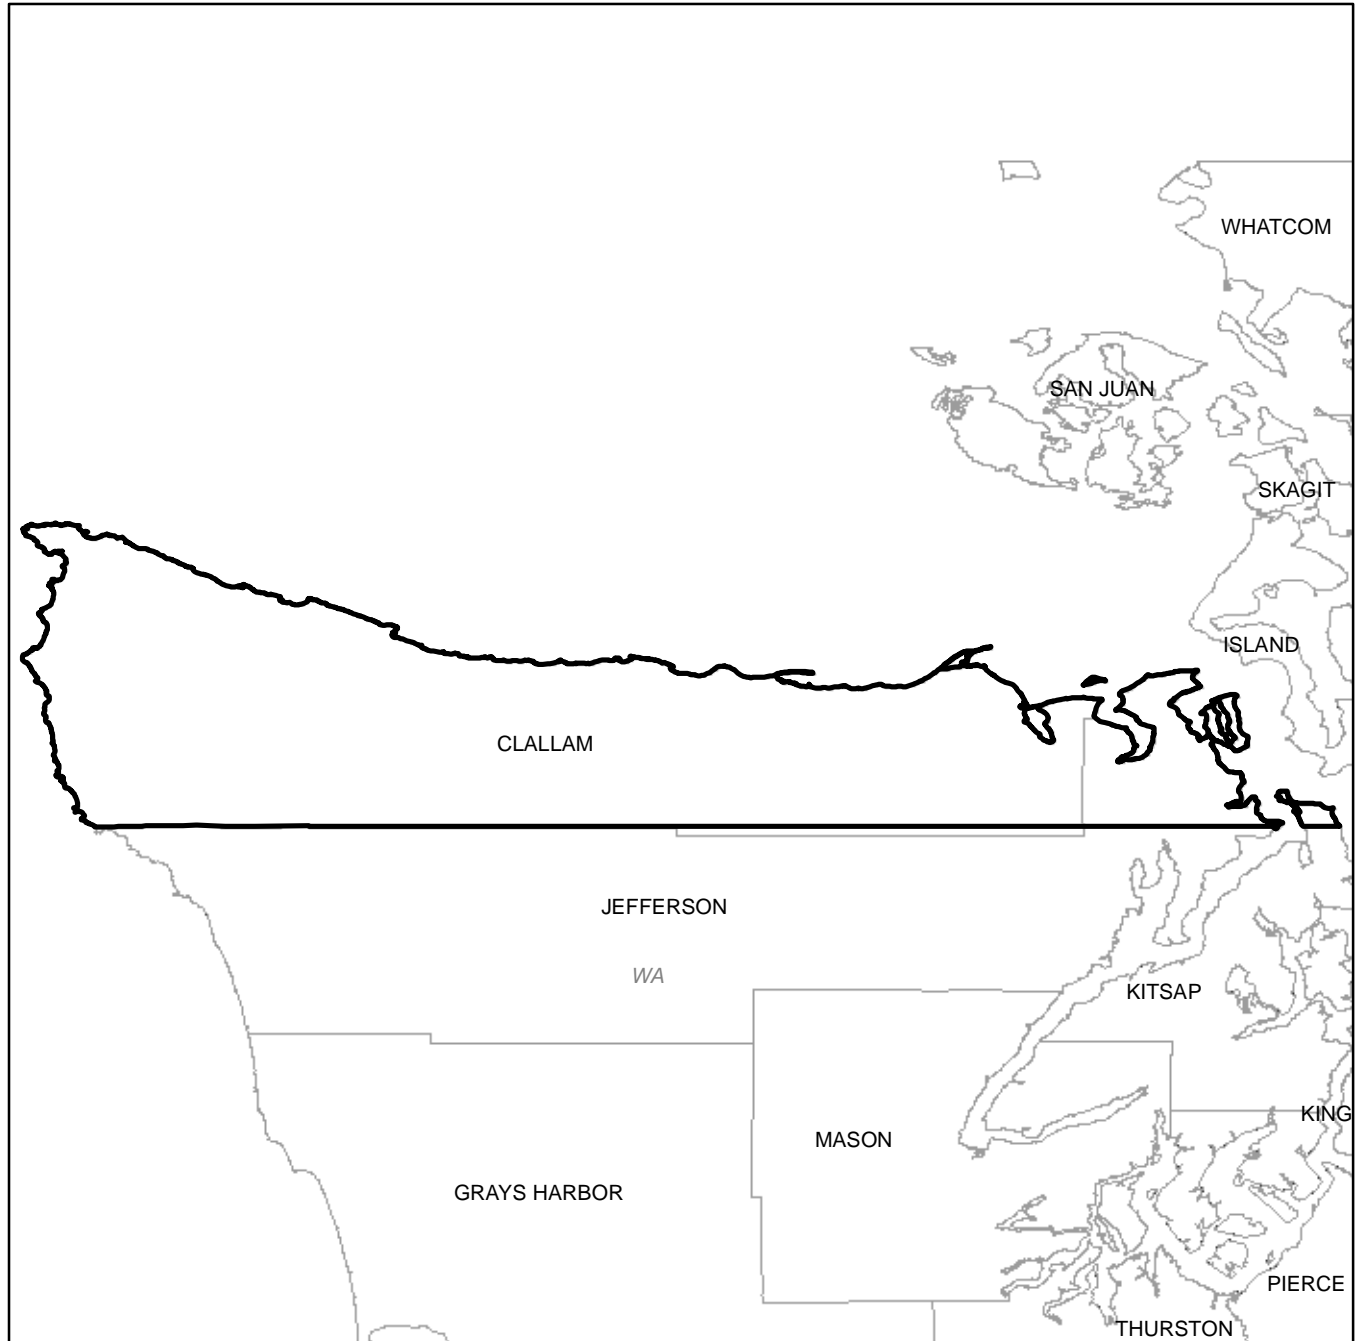 WHATCOM
SAN JUAN
SKAGIT
ISLAND
CLALLAM
JEFFERSON
WA
KITSAP
KING
MASON
GRAYS HARBOR
PIERCE
THURSTON